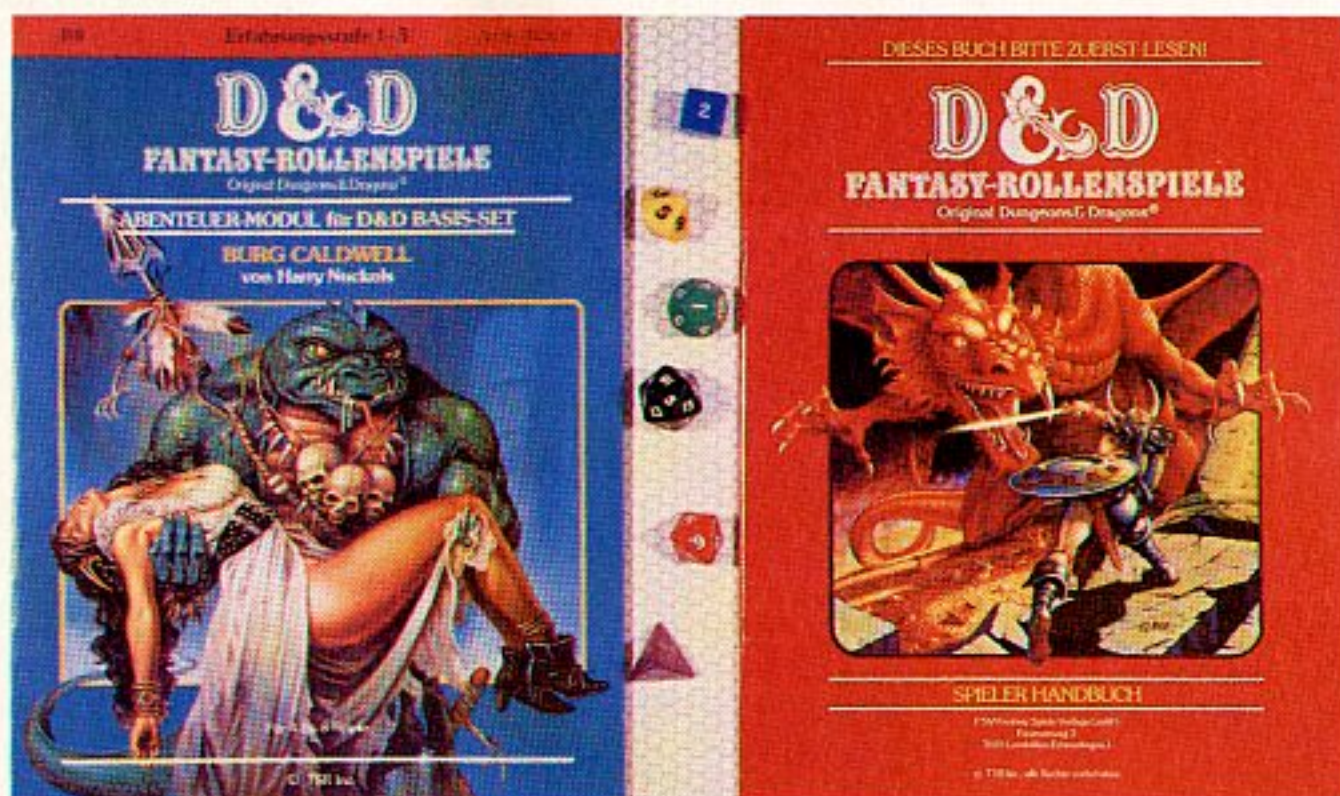 Erfahrungsstufe 1-3
D&D
FANTASY-ROLLENSPIELE
Original Dungeons & Dragons®
ABENTEUER-MODUL für D&D BASIS-SET
BURG CALDWELL
von Harry Nuckols
© TSR Inc.
2
DIESES BUCH BITTE ZUERST LESEN!
D&D
FANTASY-ROLLENSPIELE
Original Dungeons & Dragons®
SPIELER HANDBUCH